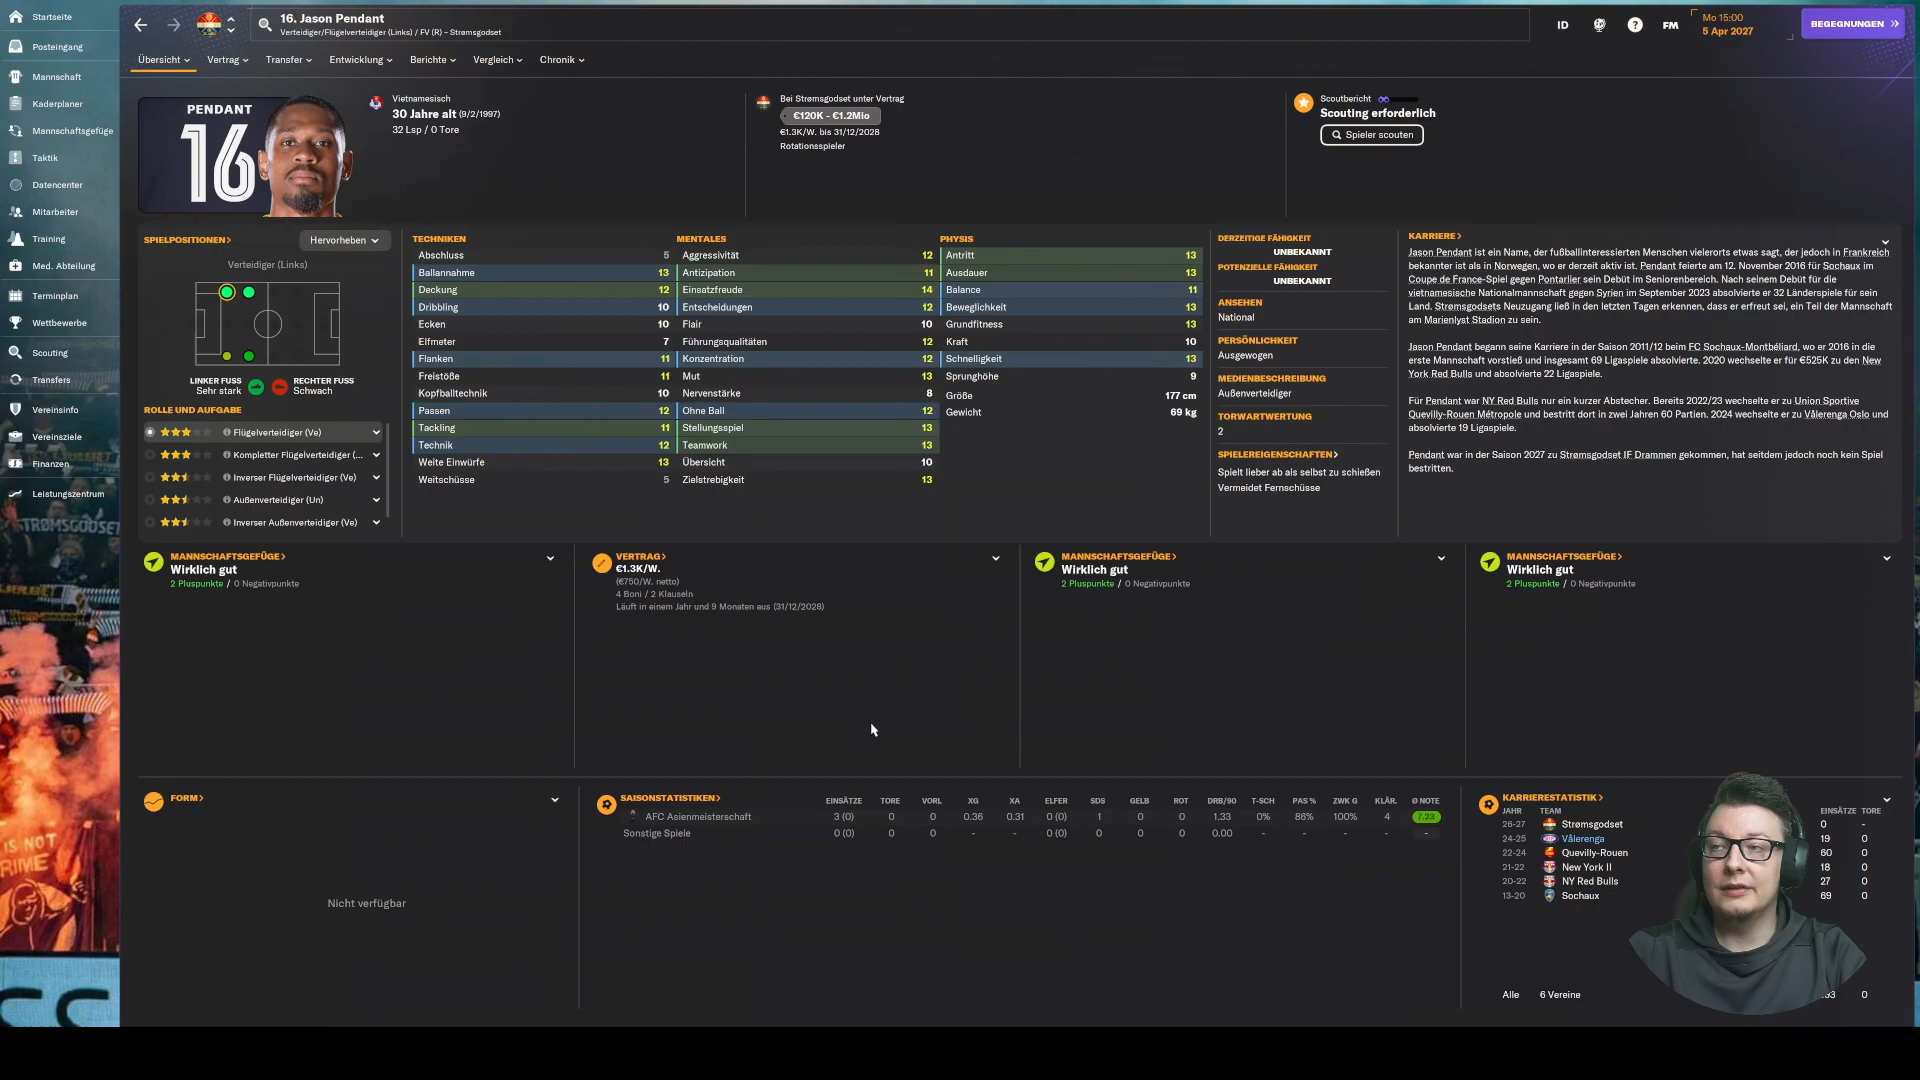 Startseite
Posteingang
Mannschaft
Kaderplaner
Mannschaftsgefüge
Taktik
Datencenter
Mitarbeiter
Training
Med. Abteilung
Terminplan
Wettbewerbe
Scouting
Transfers
Vereinsinfo
Vereinsziele
Finanzen
Leistungszentrum
16. Jason Pendant
Verteidiger/Flügelverteidiger (Links) / FV (R) - Strømsgodset
ID
FM
Mo 15:00
5 Apr 2027
BEGEGNUNGEN
Übersicht
Vertrag
Transfer
Entwicklung
Berichte
Vergleich
Chronik
PENDANT
16
Vietnamesisch
30 Jahre alt (9/2/1997)
32 Lsp / 0 Tore
Bei Strømsgodset unter Vertrag
€120K - €1.2Mio
€1.3K/W. bis 31/12/2028
Rotationsspieler
Scoutbericht
Scouting erforderlich
Spieler scouten
SPIELPOSITIONEN
Hervorheben
Verteidiger (Links)
LINKER FUSS
Sehr stark
RECHTER FUSS
Schwach
ROLLE UND AUFGABE
Flügelverteidiger (Ve)
Kompletter Flügelverteidiger (...
Inverser Flügelverteidiger (Ve)
Außenverteidiger (Un)
Inverser Außenverteidiger (Ve)
TECHNIKEN
Abschluss 5
Ballannahme 13
Deckung 12
Dribbling 10
Ecken 10
Elfmeter 7
Flanken 11
Freistöße 11
Kopfballtechnik 10
Passen 12
Tackling 11
Technik 12
Weite Einwürfe 13
Weitschüsse 5
MENTALES
Aggressivität 12
Antizipation 11
Einsatzfreude 14
Entscheidungen 12
Flair 10
Führungsqualitäten 12
Konzentration 12
Mut 13
Nervenstärke 8
Ohne Ball 12
Stellungsspiel 13
Teamwork 13
Übersicht 10
Zielstrebigkeit 13
PHYSIS
Antritt 13
Ausdauer 13
Balance 11
Beweglichkeit 13
Grundfitness 13
Kraft 10
Schnelligkeit 13
Sprunghöhe 9
Größe 177 cm
Gewicht 69 kg
DERZEITIGE FÄHIGKEIT
UNBEKANNT
POTENZIELLE FÄHIGKEIT
UNBEKANNT
ANSEHEN
National
PERSÖNLICHKEIT
Ausgewogen
MEDIENBESCHREIBUNG
Außenverteidiger
TORWARTWERTUNG
2
SPIELEREIGENSCHAFTEN
Spielt lieber ab als selbst zu schießen
Vermeidet Fernschüsse
KARRIERE
Jason Pendant ist ein Name, der fußballinteressierten Menschen vielerorts etwas sagt, der jedoch in Frankreich
bekannter ist als in Norwegen, wo er derzeit aktiv ist. Pendant feierte am 12. November 2016 für Sochaux im
Coupe de France-Spiel gegen Pontarlier sein Debüt im Seniorenbereich. Nach seinem Debüt für die
vietnamesische Nationalmannschaft gegen Syrien im September 2023 absolvierte er 32 Länderspiele für sein
Land. Strømsgodsets Neuzugang ließ in den letzten Tagen erkennen, dass er erfreut sei, ein Teil der Mannschaft
am Marienlyst Stadion zu sein.
Jason Pendant begann seine Karriere in der Saison 2011/12 beim FC Sochaux-Montbéliard, wo er 2016 in die
erste Mannschaft vorstieß und insgesamt 69 Ligaspiele absolvierte. 2020 wechselte er für €525K zu den New
York Red Bulls und absolvierte 22 Ligaspiele.
Für Pendant war NY Red Bulls nur ein kurzer Abstecher. Bereits 2022/23 wechselte er zu Union Sportive
Quevilly-Rouen Métropole und bestritt dort in zwei Jahren 60 Partien. 2024 wechselte er zu Vålerenga Oslo und
absolvierte 19 Ligaspiele.
Pendant war in der Saison 2027 zu Strømsgodset IF Drammen gekommen, hat seitdem jedoch noch kein Spiel
bestritten.
MANNSCHAFTSGEFÜGE
Wirklich gut
2 Pluspunkte / 0 Negativpunkte
VERTRAG
€1.3K/W.
(€750/W. netto)
4 Boni / 2 Klauseln
Läuft in einem Jahr und 9 Monaten aus (31/12/2028)
MANNSCHAFTSGEFÜGE
Wirklich gut
2 Pluspunkte / 0 Negativpunkte
MANNSCHAFTSGEFÜGE
Wirklich gut
2 Pluspunkte / 0 Negativpunkte
FORM
Nicht verfügbar
SAISONSTATISTIKEN
EINSÄTZE TORE VORL XG XA ELFER SDS GELB ROT DRB/90 T-SCH PAS % ZWK G KLÄR. Ø NOTE
AFC Asienmeisterschaft 3 (0) 0 0 0.36 0.31 0 (0) 1 0 0 1.33 0% 86% 100% 4 7.23
Sonstige Spiele 0 (0) 0 0 - - 0 (0) 0 0 0 0.00 - - - - -
KARRIERESTATISTIK
JAHR TEAM EINSÄTZE TORE
26-27 Strømsgodset 0 -
24-25 Vålerenga 19 0
22-24 Quevilly-Rouen 60 0
21-22 New York II 18 0
20-22 NY Red Bulls 27 0
13-20 Sochaux 69 0
Alle 6 Vereine 0
STRØMSGODSET
IS NOT